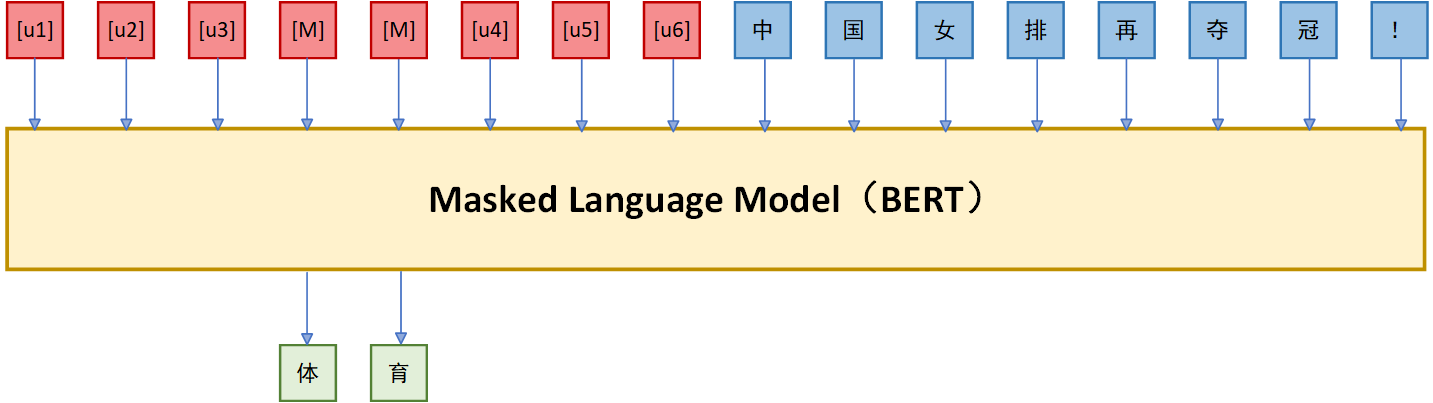 [u1] [u2] [u3] [M] [M] [u4] [u5] [u6] 中 国 女 排 再 夺 冠 ！
Masked Language Model（BERT）
体 育